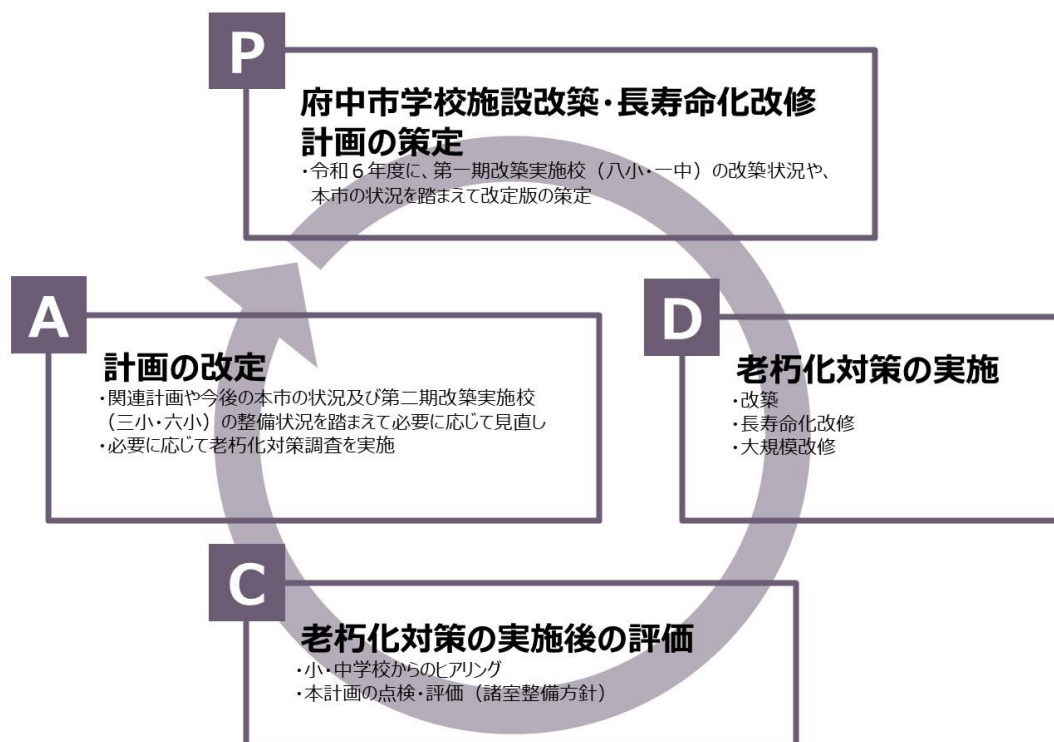 P
府中市学校施設改築・長寿命化改修
計画の策定
・令和６年度に、第一期改築実施校（八小・一中）の改築状況や、
本市の状況を踏まえて改定版の策定
A
計画の改定
・関連計画や今後の本市の状況及び第二期改築実施校
（三小・六小）の整備状況を踏まえて必要に応じて見直し
・必要に応じて老朽化対策調査を実施
D
老朽化対策の実施
・改築
・長寿命化改修
・大規模改修
C
老朽化対策の実施後の評価
・小・中学校からのヒアリング
・本計画の点検・評価（諸室整備方針）